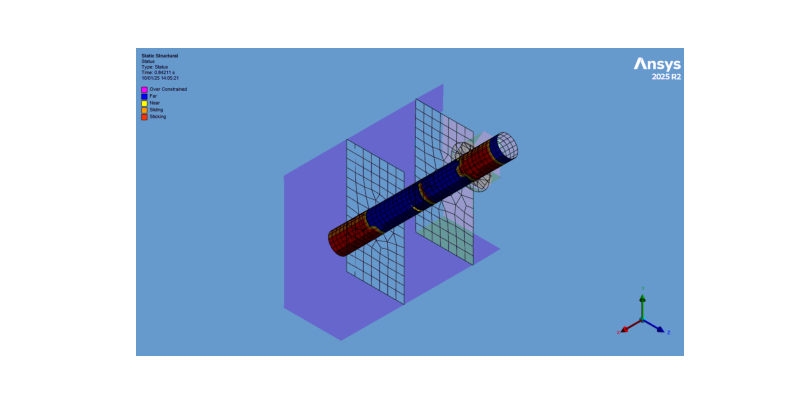 Static Structural
Status
Type: Status
Time: 0.84211 s
10/01/25 14:05:21
Over Constrained
Far
Near
Sliding
Sticking
Ansys
2025 R2